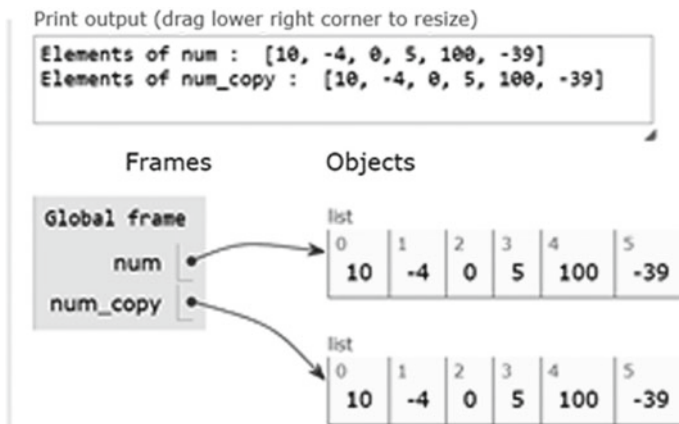 Print output (drag lower right corner to resize)
Elements of num :  [10, -4, 0, 5, 100, -39]
Elements of num_copy :  [10, -4, 0, 5, 100, -39]
Frames Objects
Global frame
num
num_copy
list
0 1 2 3 4 5
10 -4 0 5 100 -39
list
0 1 2 3 4 5
10 -4 0 5 100 -39